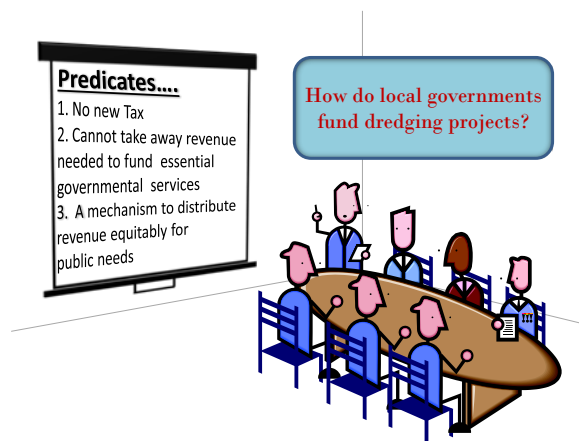 Predicates....
1. No new Tax
2. Cannot take away revenue
needed to fund essential
governmental services
3. A mechanism to distribute
revenue equitably for
public needs
How do local governments
fund dredging projects?